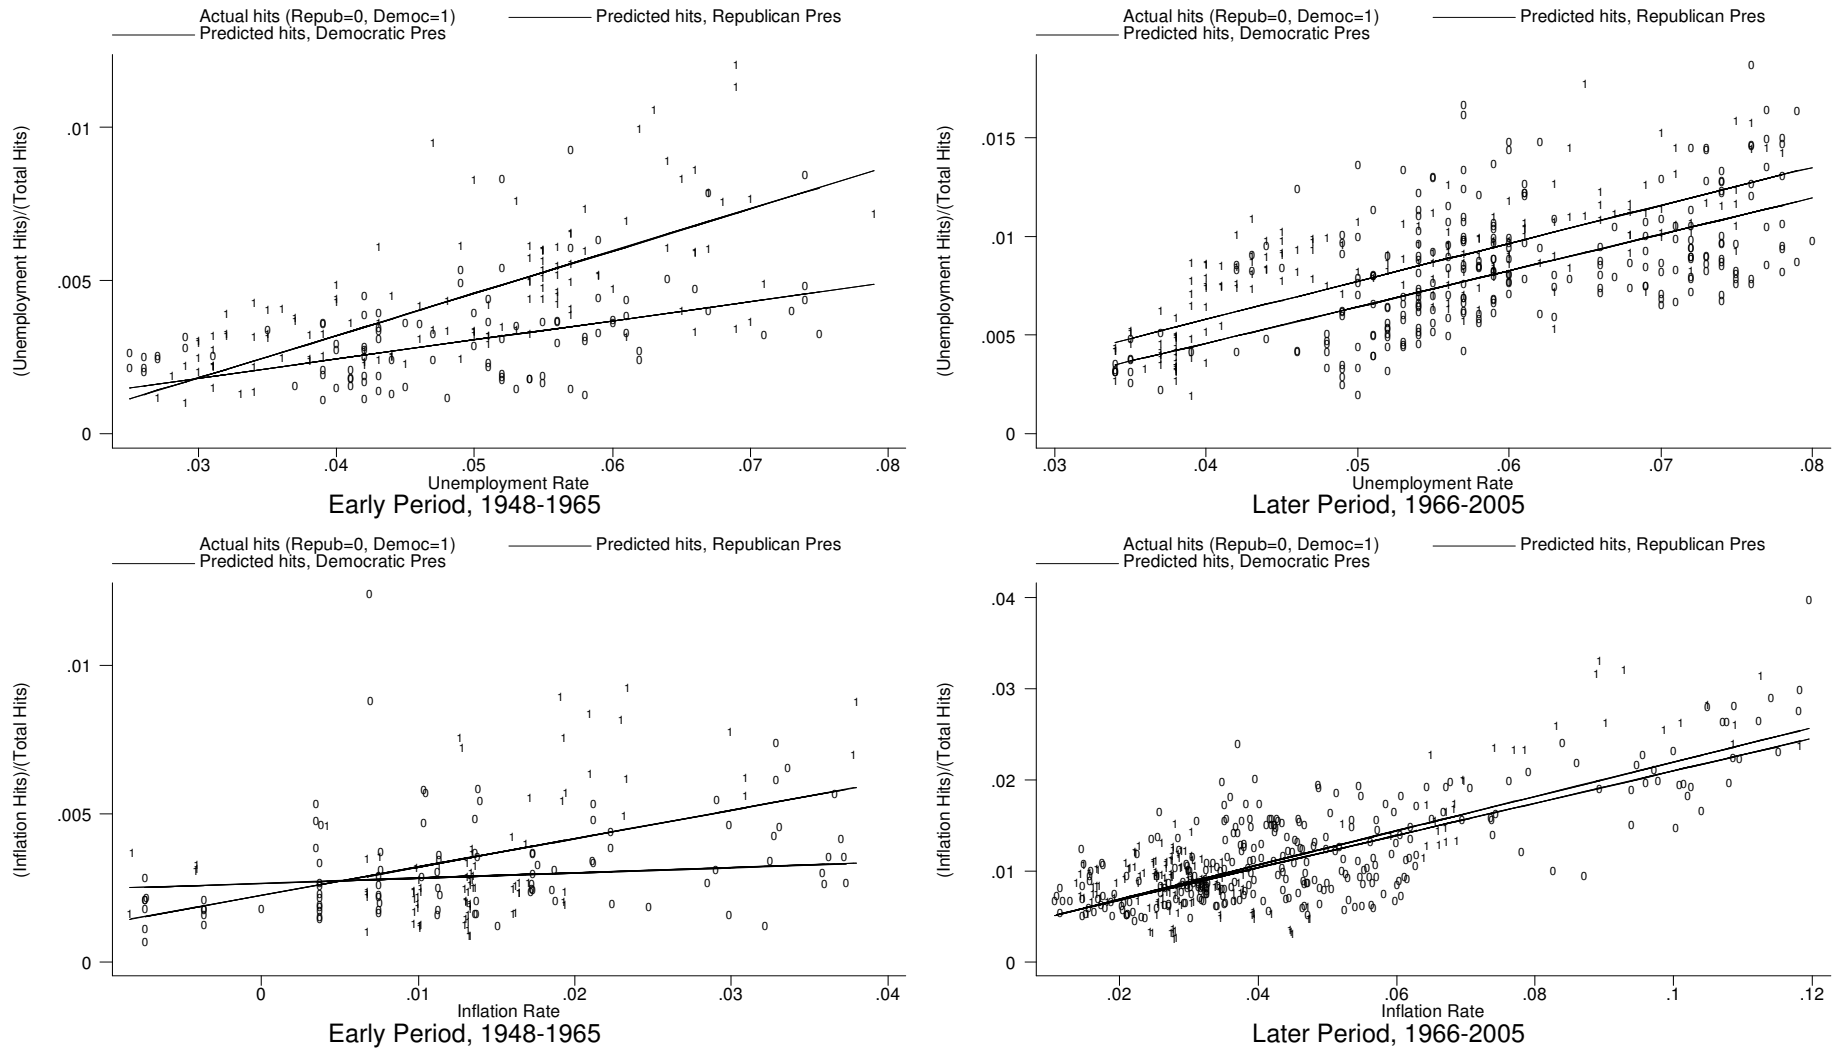 Actual hits (Repub=0, Democ=1) Predicted hits, Republican Pres
Predicted hits, Democratic Pres
(Unemployment Hits)/(Total Hits)
.01
.005
0
.03 .04 .05 .06 .07 .08
Unemployment Rate
Early Period, 1948-1965
Actual hits (Repub=0, Democ=1) Predicted hits, Republican Pres
Predicted hits, Democratic Pres
(Unemployment Hits)/(Total Hits)
.015
.01
.005
0
.03 .04 .05 .06 .07 .08
Unemployment Rate
Later Period, 1966-2005
Actual hits (Repub=0, Democ=1) Predicted hits, Republican Pres
Predicted hits, Democratic Pres
(Inflation Hits)/(Total Hits)
.01
.005
0
0 .01 .02 .03 .04
Inflation Rate
Early Period, 1948-1965
Actual hits (Repub=0, Democ=1) Predicted hits, Republican Pres
Predicted hits, Democratic Pres
(Inflation Hits)/(Total Hits)
.04
.03
.02
.01
0
.02 .04 .06 .08 .1 .12
Inflation Rate
Later Period, 1966-2005